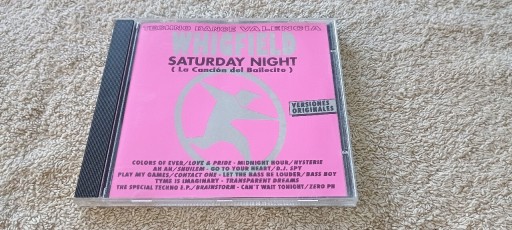 TECHNO DANCE VALENCIA
WHIGFIELD
SATURDAY NIGHT
( La Canción del Bailecito )
VERSIONES
ORIGINALES
COLORS OF EVER/LOVE & PRIDE - MIDNIGHT HOUR/HYSTERIE
AH AH/SHUILEM - GO TO YOUR HEART/D.J. SPY
PLAY MY GAMES/CONTACT ONE - LET THE BASS BE LOUDER/BASS BOY
TYME IS IMAGINARY - TRANSPARENT DREAMS
THE SPECIAL TECHNO E.P./BRAINSTORM - CAN'T WAIT TONIGHT/ZERO PH